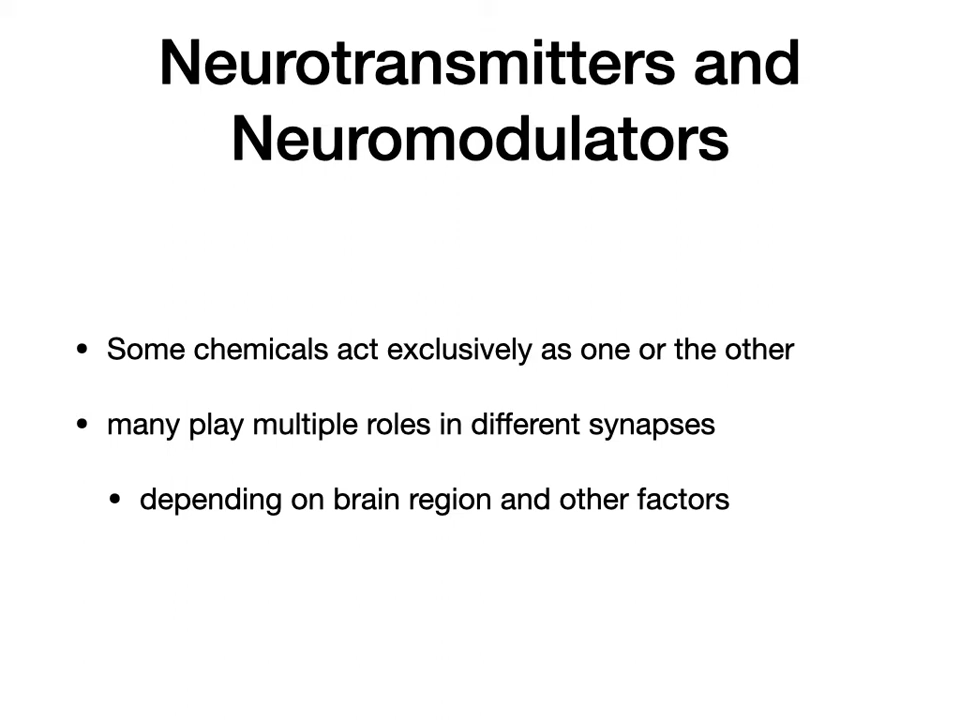 Neurotransmitters and
Neuromodulators
• Some chemicals act exclusively as one or the other
• many play multiple roles in different synapses
• depending on brain region and other factors